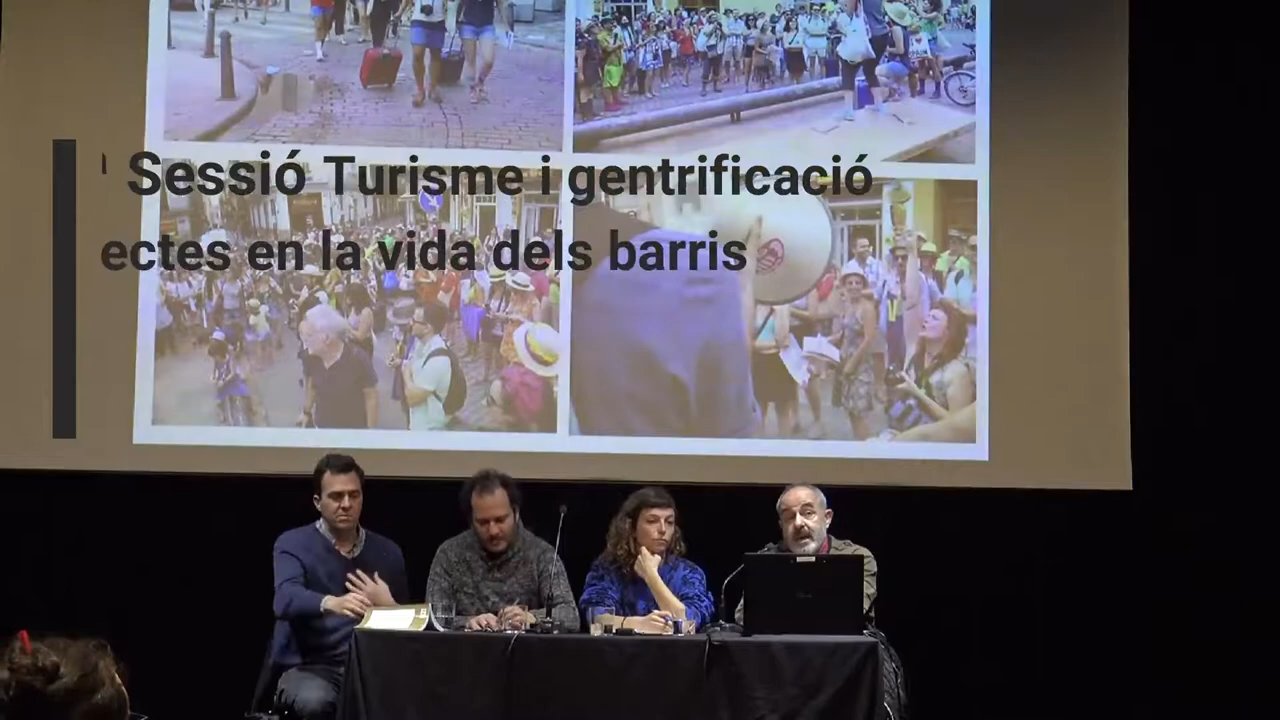 Sessió Turisme i gentrificació
ectes en la vida dels barris